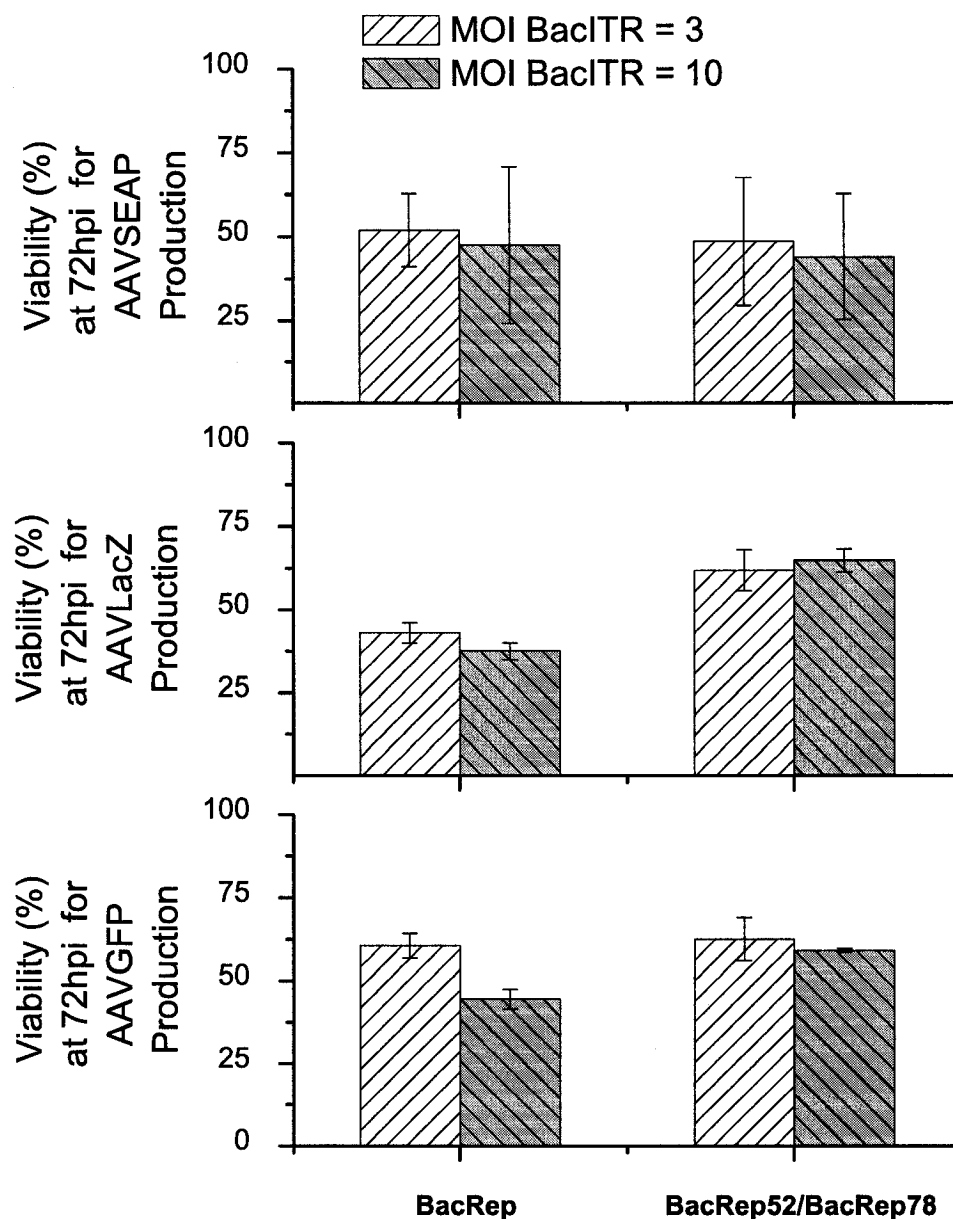 MOI BacITR = 3
MOI BacITR = 10
Viability (%)
at 72hpi for
AAVSEAP
Production
100
75
50
25
Viability (%)
at 72hpi for
AAVLacZ
Production
100
75
50
25
Viability (%)
at 72hpi for
AAVGFP
Production
100
75
50
25
0
BacRep
BacRep52/BacRep78